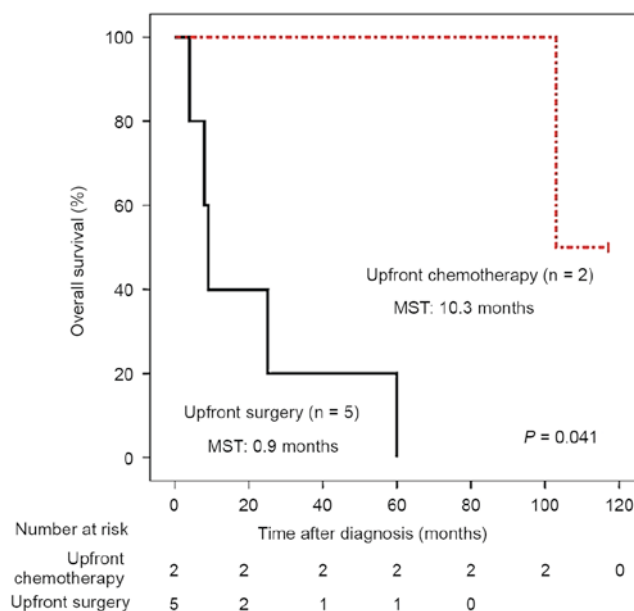 100
80
60
40
20
0
Overall survival (%)
Upfront chemotherapy (n = 2)
MST: 10.3 months
Upfront surgery (n = 5)
MST: 0.9 months
P = 0.041
0 20 40 60 80 100 120
Time after diagnosis (months)
Number at risk
Upfront
chemotherapy 2 2 2 2 2 2 0
Upfront surgery 5 2 1 1 0